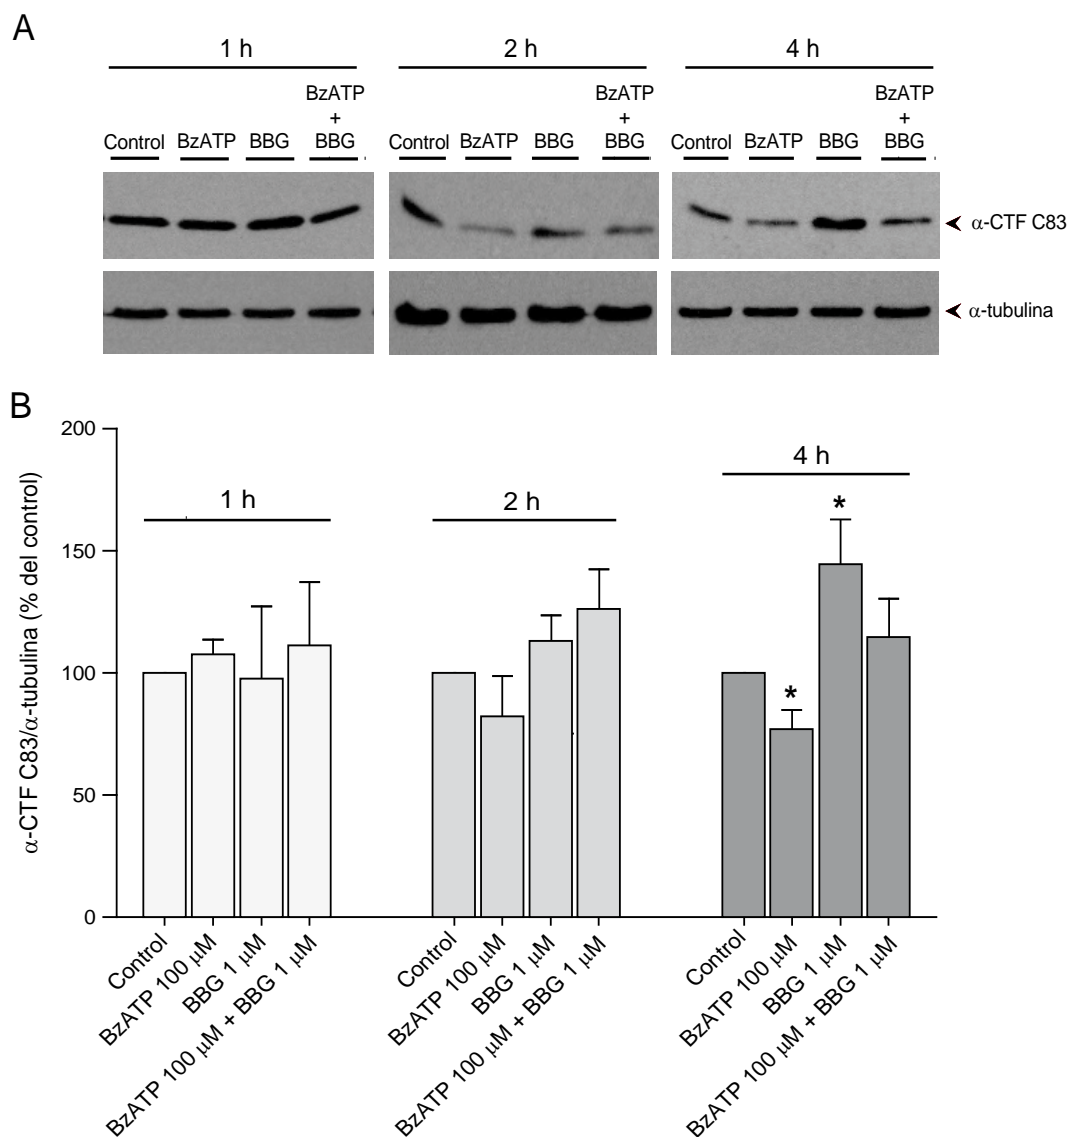 A
1 h
2 h
4 h
Control BzATP BBG BzATP + BBG
Control BzATP BBG BzATP + BBG
Control BzATP BBG BzATP + BBG
α-CTF C83
α-tubulina
B
α-CTF C83/α-tubulina (% del control)
200
150
100
50
0
1 h
2 h
4 h
*
*
Control
BzATP 100 μM
BBG 1 μM
BzATP 100 μM + BBG 1 μM
Control
BzATP 100 μM
BBG 1 μM
BzATP 100 μM + BBG 1 μM
Control
BzATP 100 μM
BBG 1 μM
BzATP 100 μM + BBG 1 μM